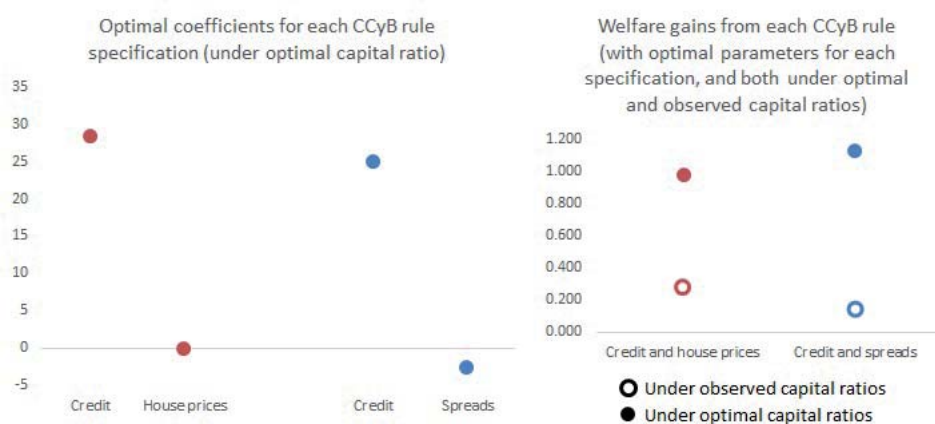 Optimal coefficients for each CCyB rule
specification (under optimal capital ratio)
35
30
25
20
15
10
5
0
-5
Credit
House prices
Credit
Spreads
Welfare gains from each CCyB rule
(with optimal parameters for each
specification, and both under optimal
and observed capital ratios)
1.200
1.000
0.800
0.600
0.400
0.200
0.000
Credit and house prices
Credit and spreads
Under observed capital ratios
Under optimal capital ratios